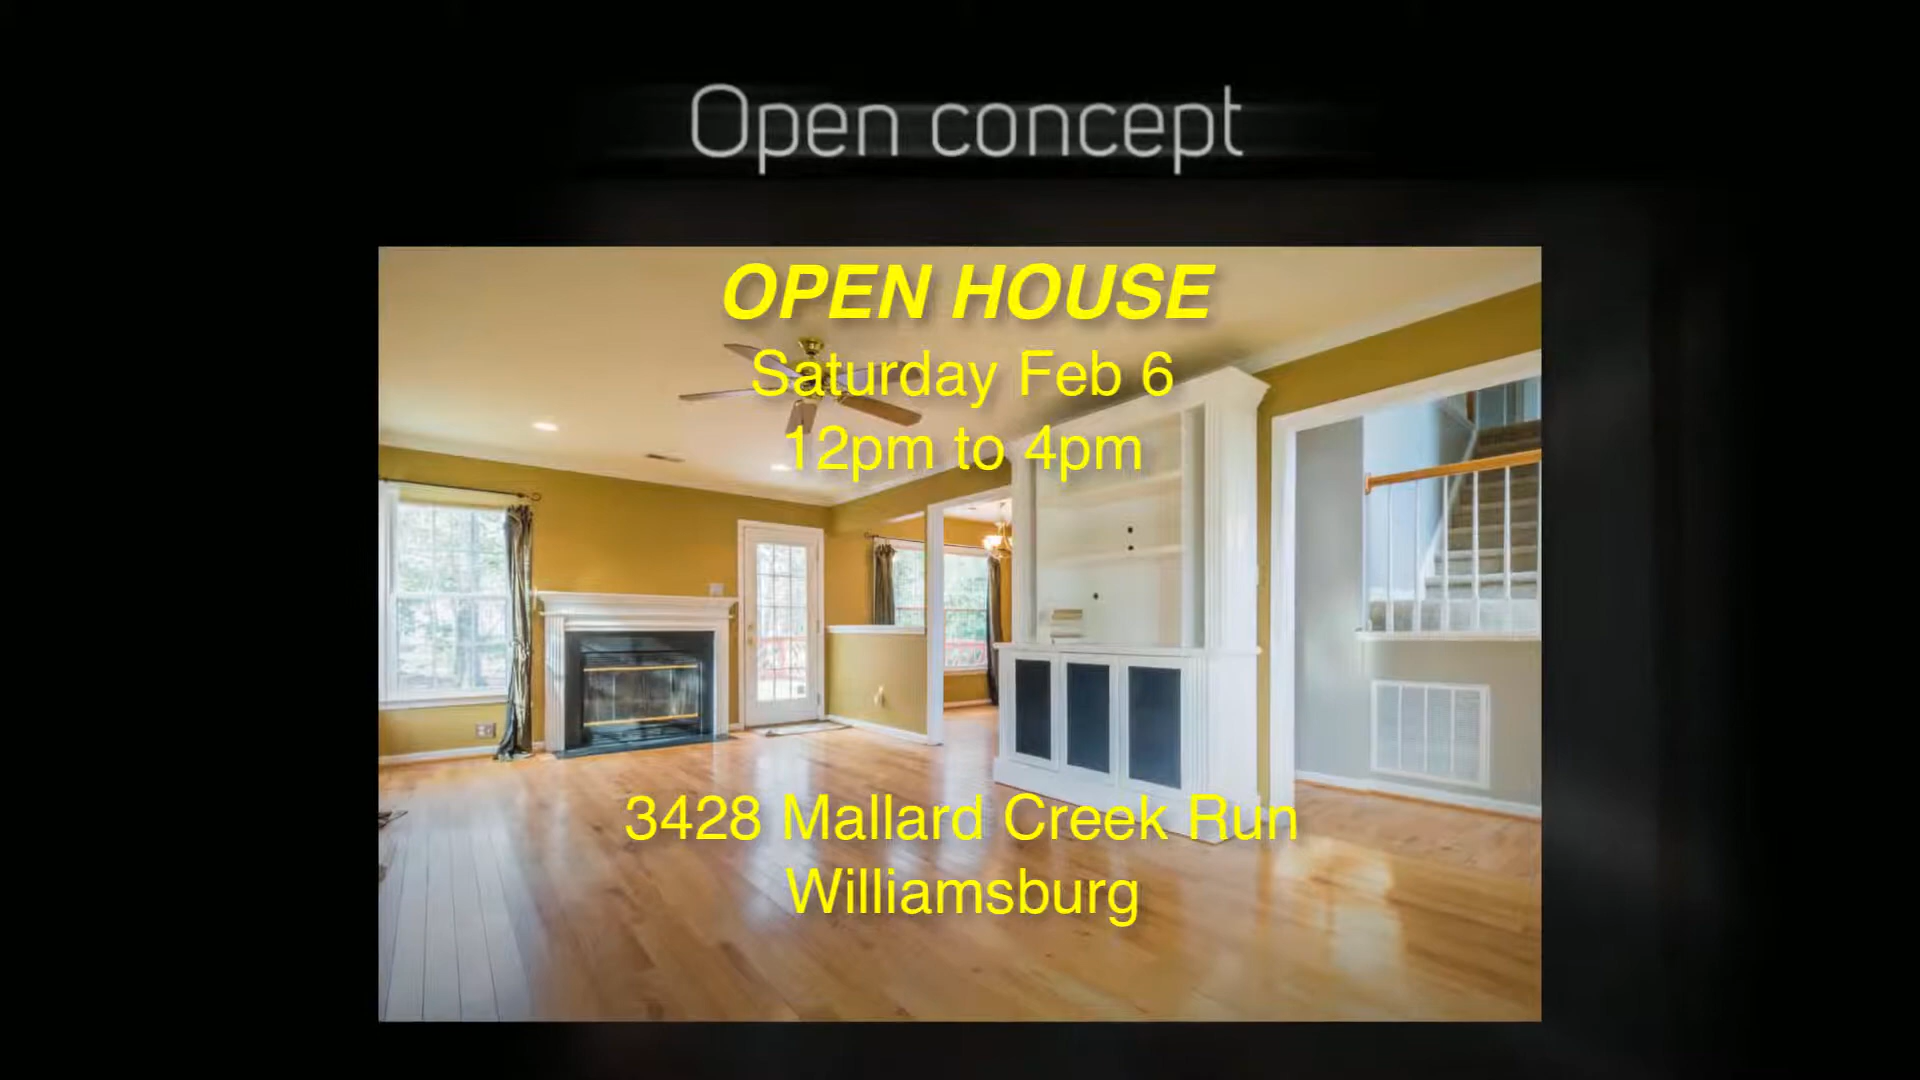 Open concept
OPEN HOUSE
Saturday Feb 6
12pm to 4pm
3428 Mallard Creek Run
Williamsburg